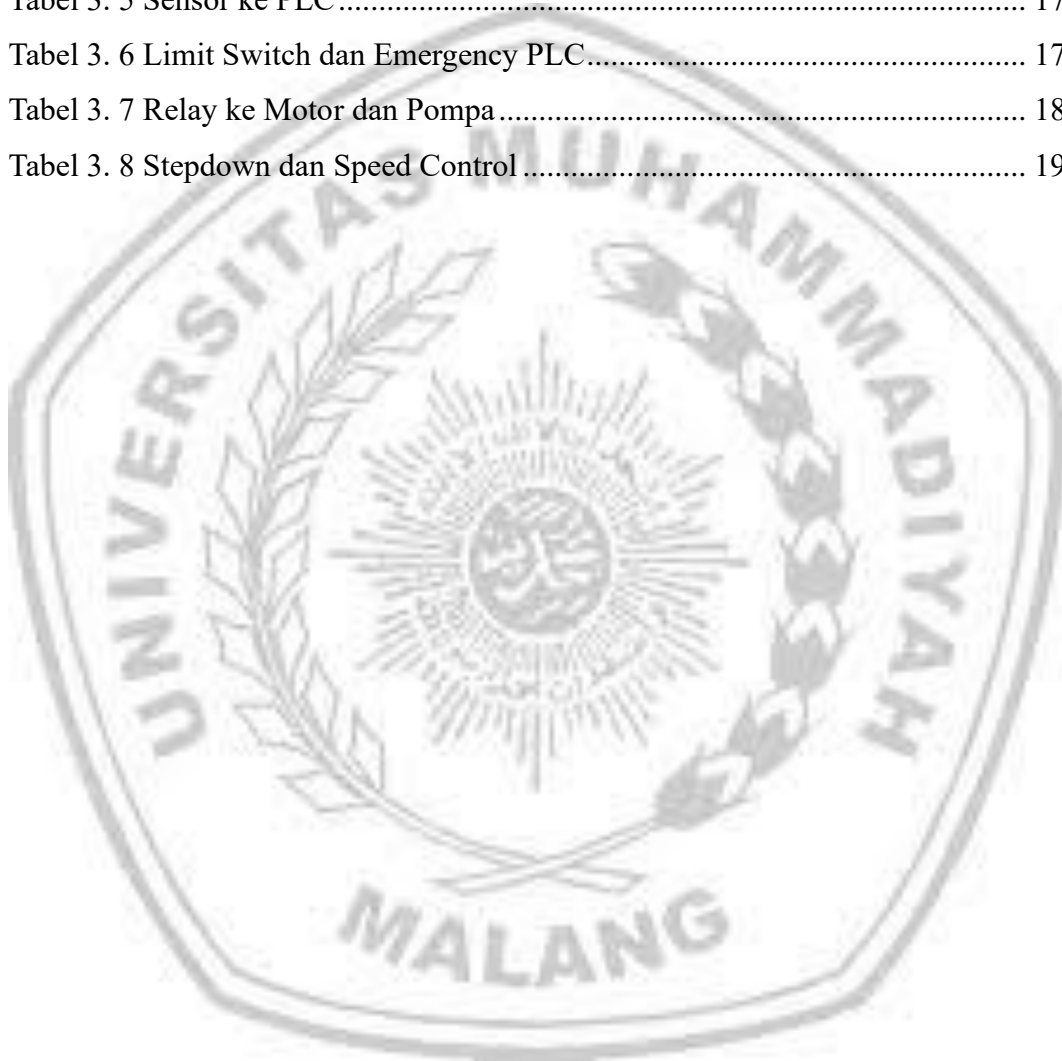 Tabel 3. 5 Sensor ke PLC.................................................................................... 17
Tabel 3. 6 Limit Switch dan Emergency PLC...................................................... 17
Tabel 3. 7 Relay ke Motor dan Pompa................................................................. 18
Tabel 3. 8 Stepdown dan Speed Control.............................................................. 19
UNIVERSITAS MUHAMMADIYAH
MALANG